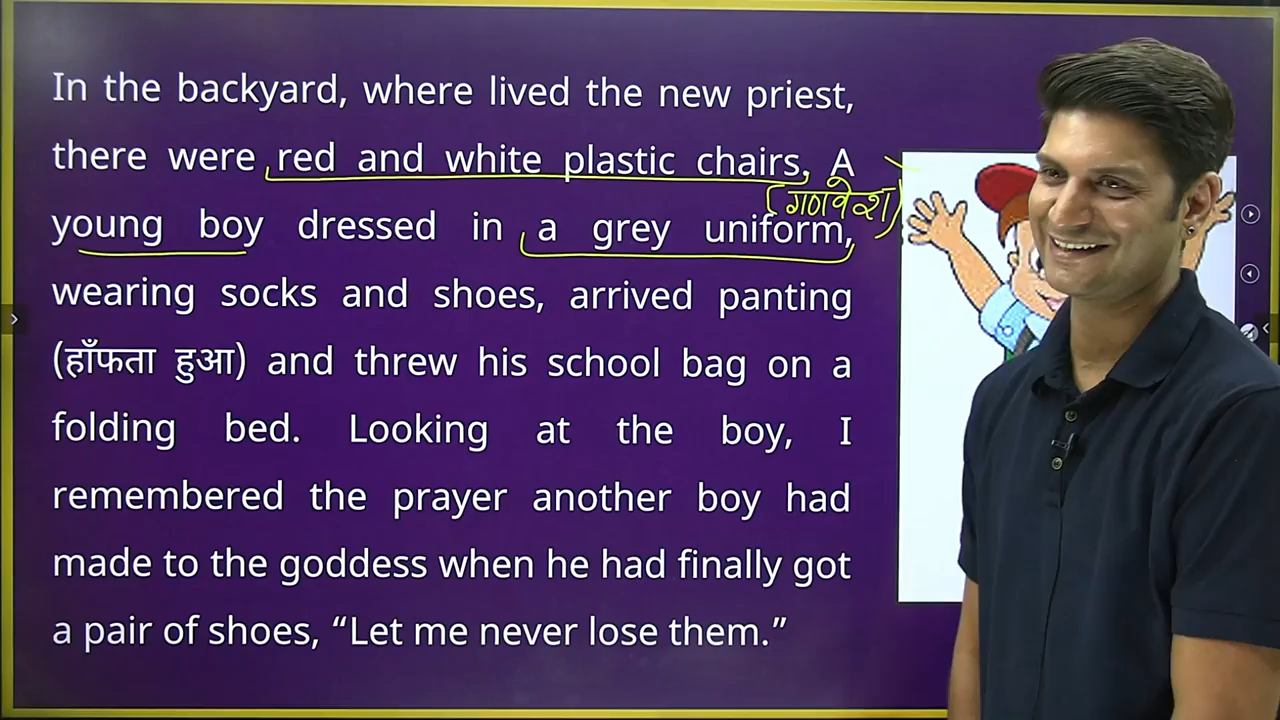 In the backyard, where lived the new priest,
there were red and white plastic chairs. A
(गणवेश)
young boy dressed in a grey uniform,
wearing socks and shoes, arrived panting
(हाँफता हुआ) and threw his school bag on a
folding bed. Looking at the boy, I
remembered the prayer another boy had
made to the goddess when he had finally got
a pair of shoes, “Let me never lose them.”